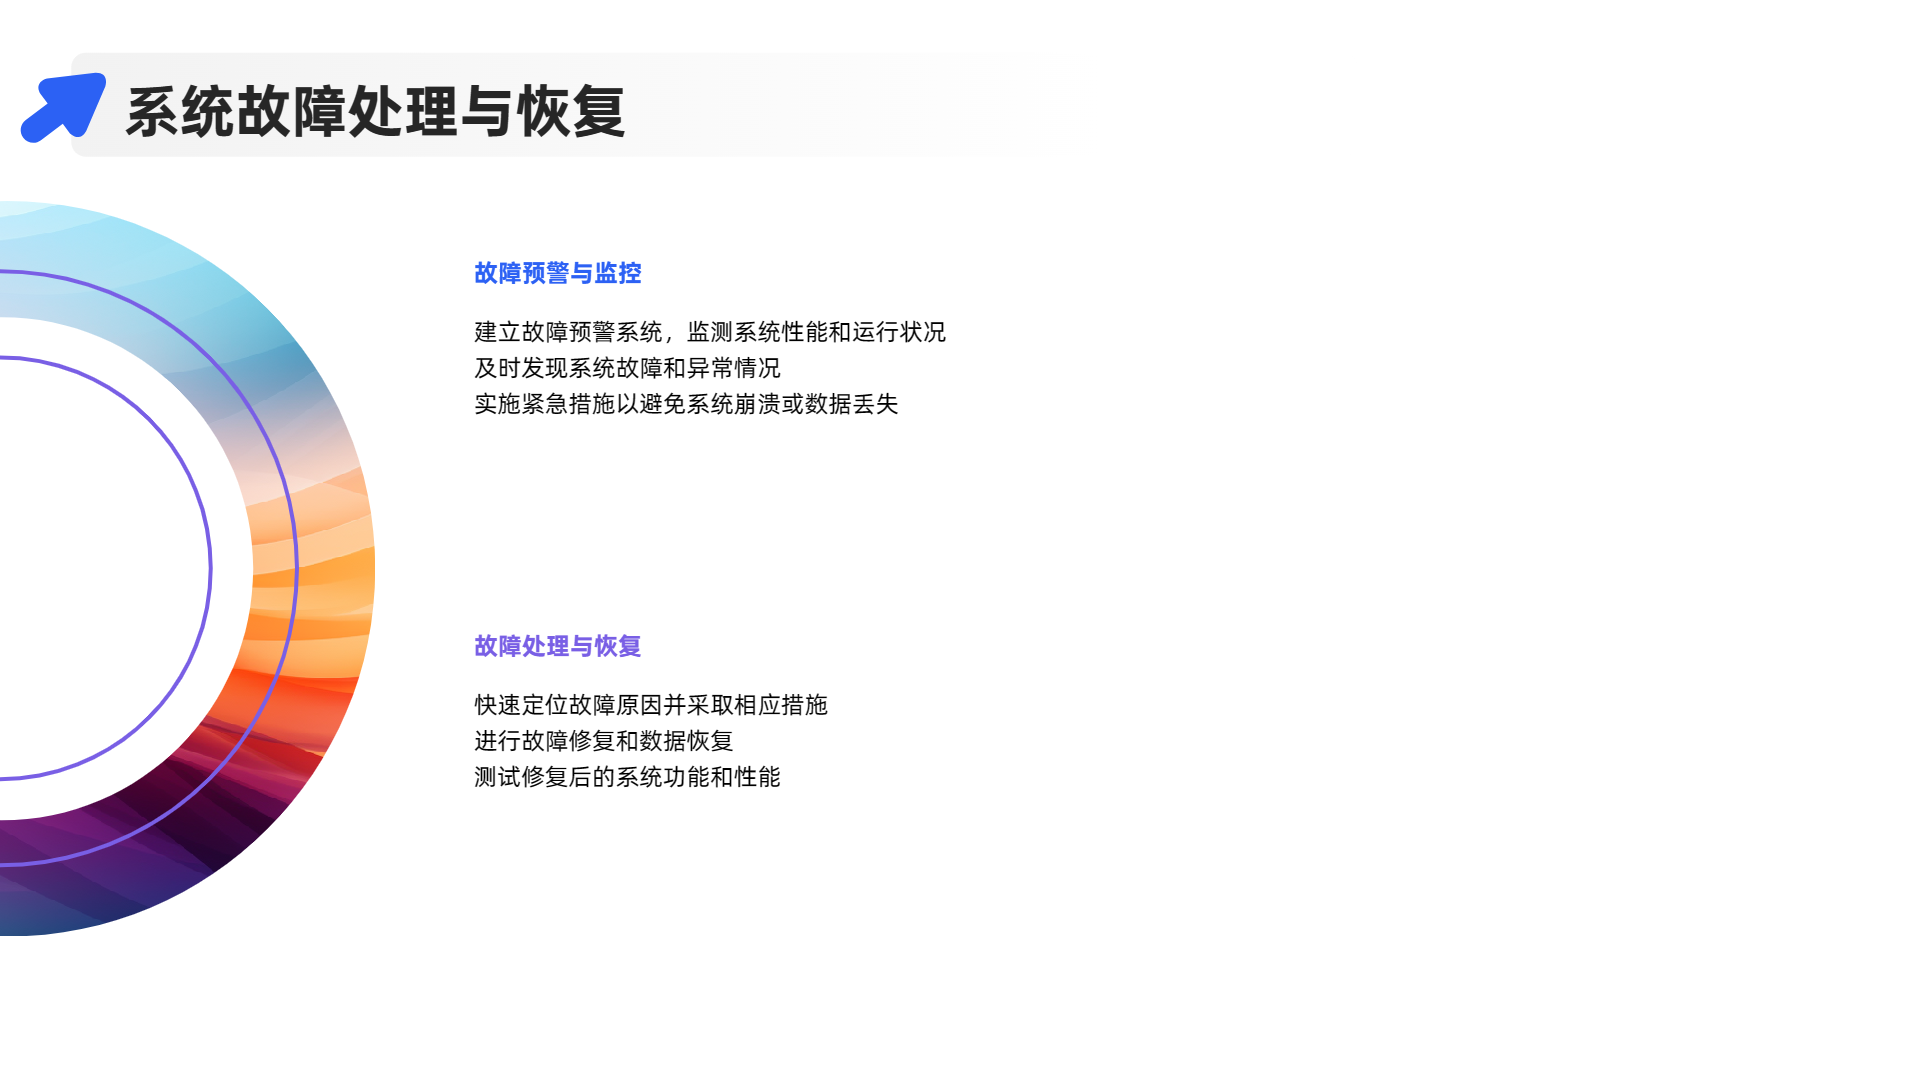 系统故障处理与恢复
故障预警与监控
建立故障预警系统，监测系统性能和运行状况
及时发现系统故障和异常情况
实施紧急措施以避免系统崩溃或数据丢失
故障处理与恢复
快速定位故障原因并采取相应措施
进行故障修复和数据恢复
测试修复后的系统功能和性能